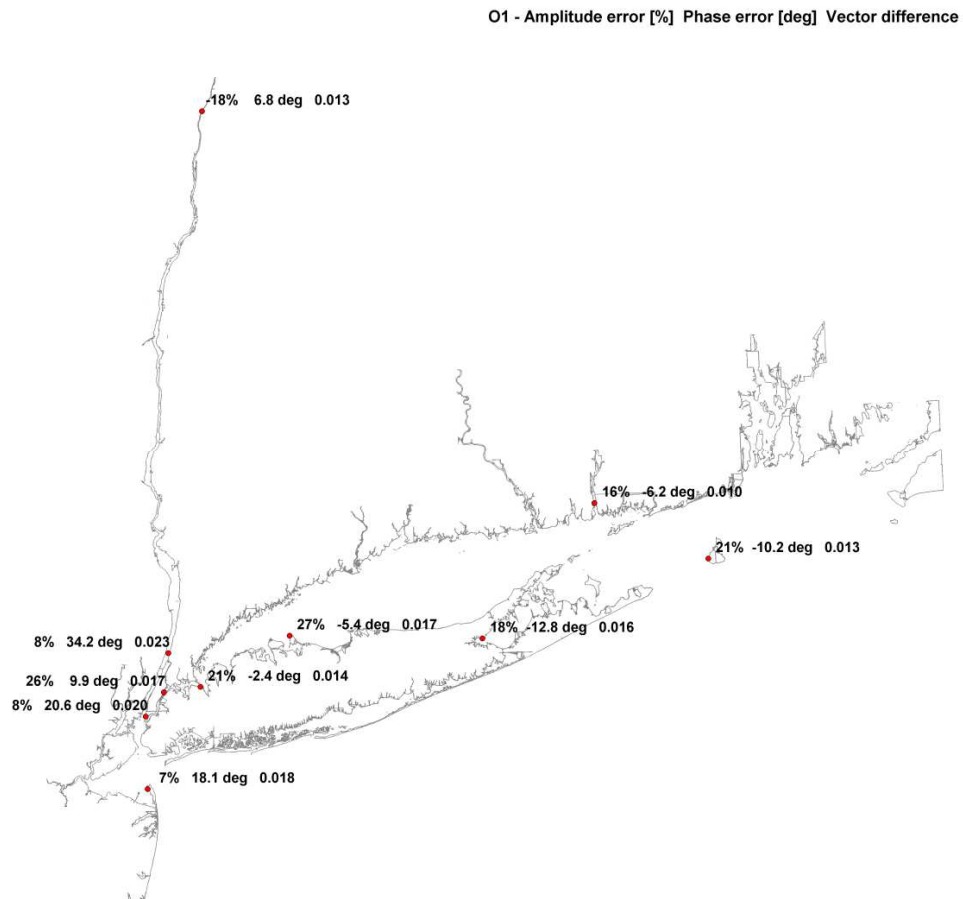 O1 - Amplitude error [%] Phase error [deg] Vector difference
-18% 6.8 deg 0.013
16% -6.2 deg 0.010
21% -10.2 deg 0.013
27% -5.4 deg 0.017
18% -12.8 deg 0.016
8% 34.2 deg 0.023
21% -2.4 deg 0.014
26% 9.9 deg 0.017
8% 20.6 deg 0.020
7% 18.1 deg 0.018